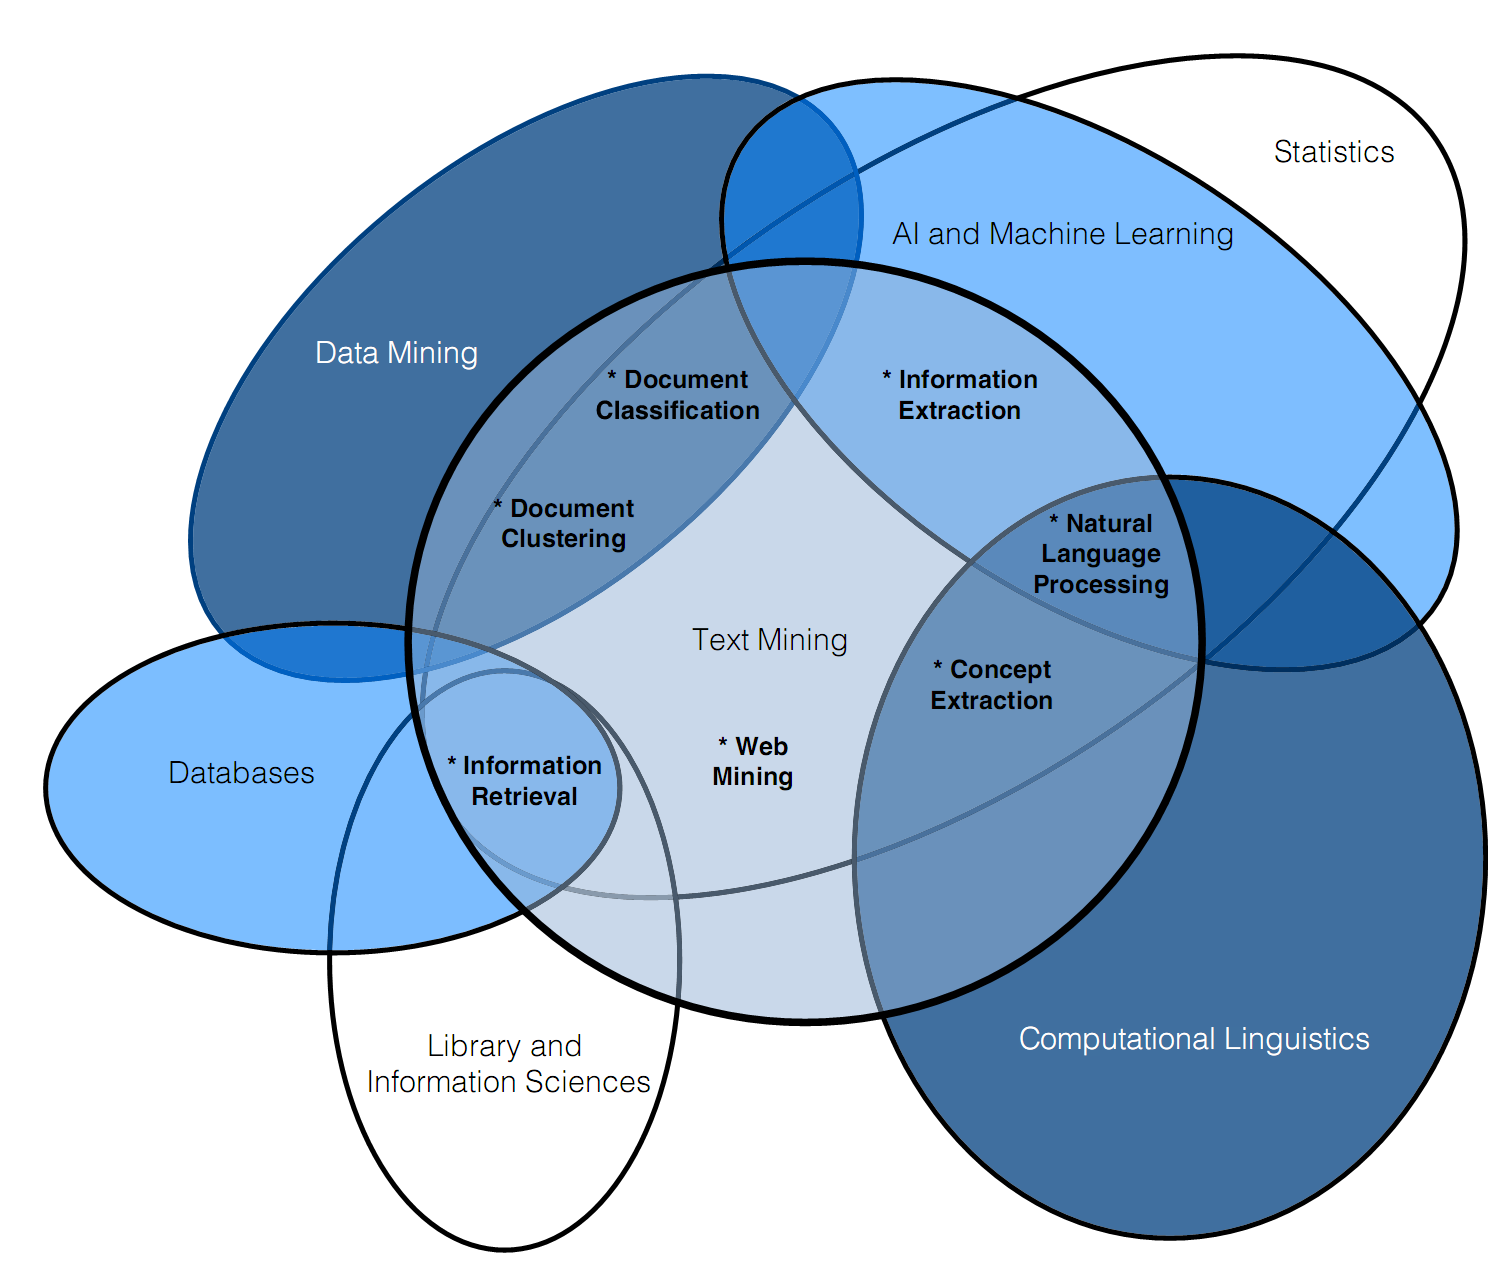 Statistics
AI and Machine Learning
Data Mining
* Document
Classification
* Information
Extraction
* Document
Clustering
* Natural
Language
Processing
Text Mining
* Concept
Extraction
* Web
Mining
Databases
* Information
Retrieval
Library and
Information Sciences
Computational Linguistics